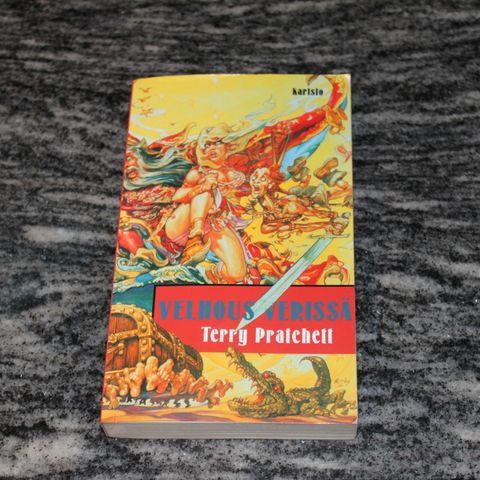 Karisto
VELHOUS VERISSÄ
Terry Pratchett